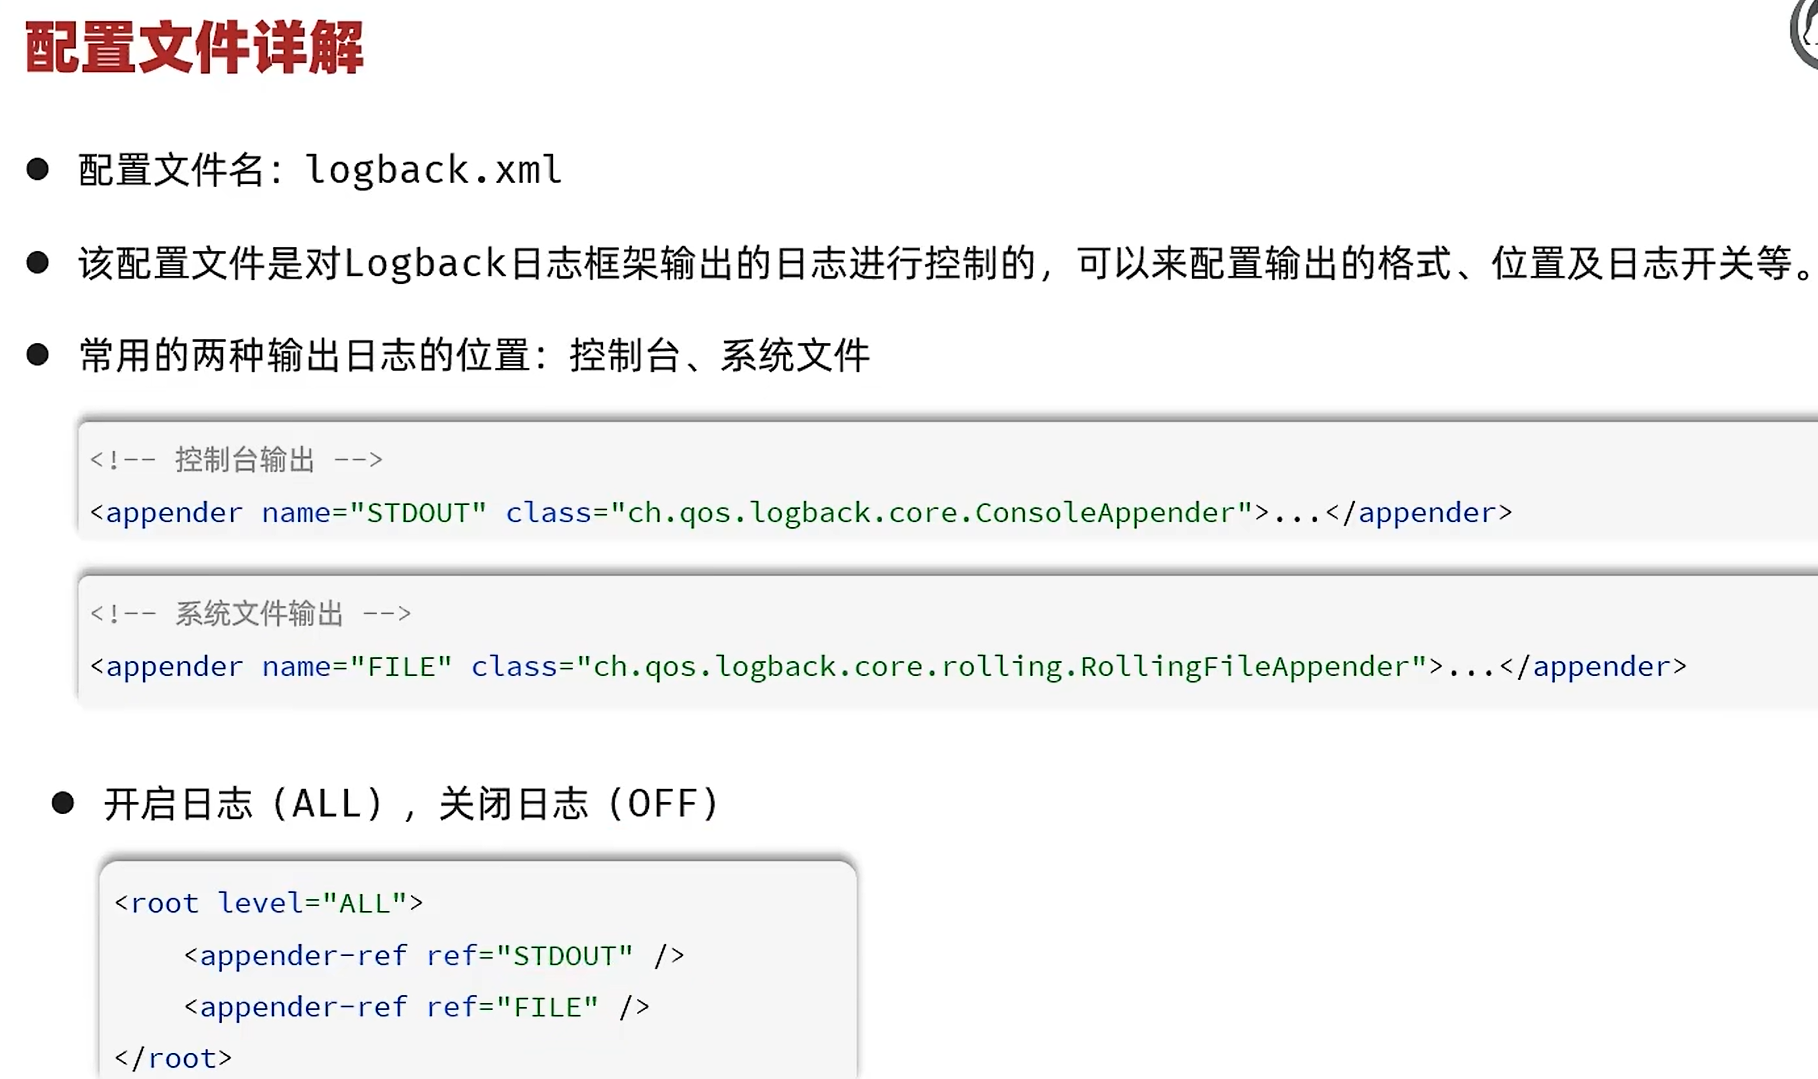 配置文件详解
● 配置文件名：logback.xml
● 该配置文件是对Logback日志框架输出的日志进行控制的，可以来配置输出的格式、位置及日志开关等。
● 常用的两种输出日志的位置：控制台、系统文件
<!-- 控制台输出 -->
<appender name="STDOUT" class="ch.qos.logback.core.ConsoleAppender">...</appender>
<!-- 系统文件输出 -->
<appender name="FILE" class="ch.qos.logback.core.rolling.RollingFileAppender">...</appender>
● 开启日志（ALL），关闭日志（OFF）
<root level="ALL">
    <appender-ref ref="STDOUT" />
    <appender-ref ref="FILE" />
</root>